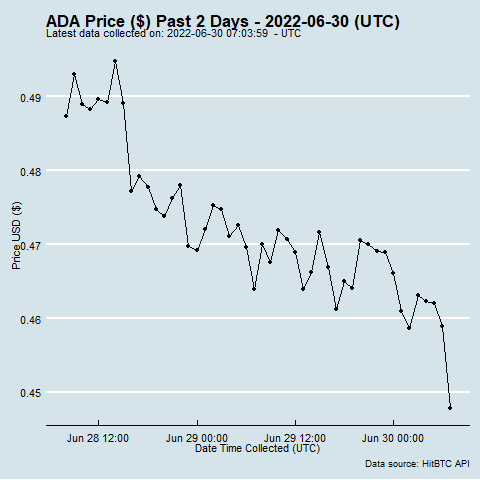 ADA Price ($) Past 2 Days - 2022-06-30 (UTC)
Latest data collected on: 2022-06-30 07:03:59 - UTC
0.49
0.48
0.47
0.46
0.45
Price USD ($)
Jun 28 12:00 Jun 29 00:00 Jun 29 12:00 Jun 30 00:00
Date Time Collected (UTC)
Data source: HitBTC API